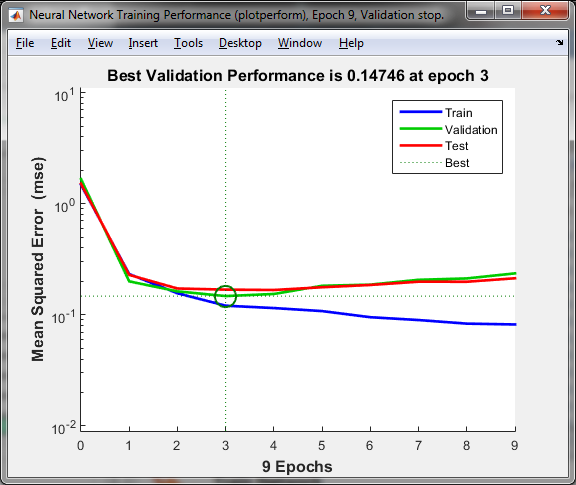 Neural Network Training Performance (plotperform), Epoch 9, Validation stop.
File Edit View Insert Tools Desktop Window Help
Best Validation Performance is 0.14746 at epoch 3
Mean Squared Error (mse)
10^1
10^0
10^-1
10^-2
Train
Validation
Test
Best
0 1 2 3 4 5 6 7 8 9
9 Epochs